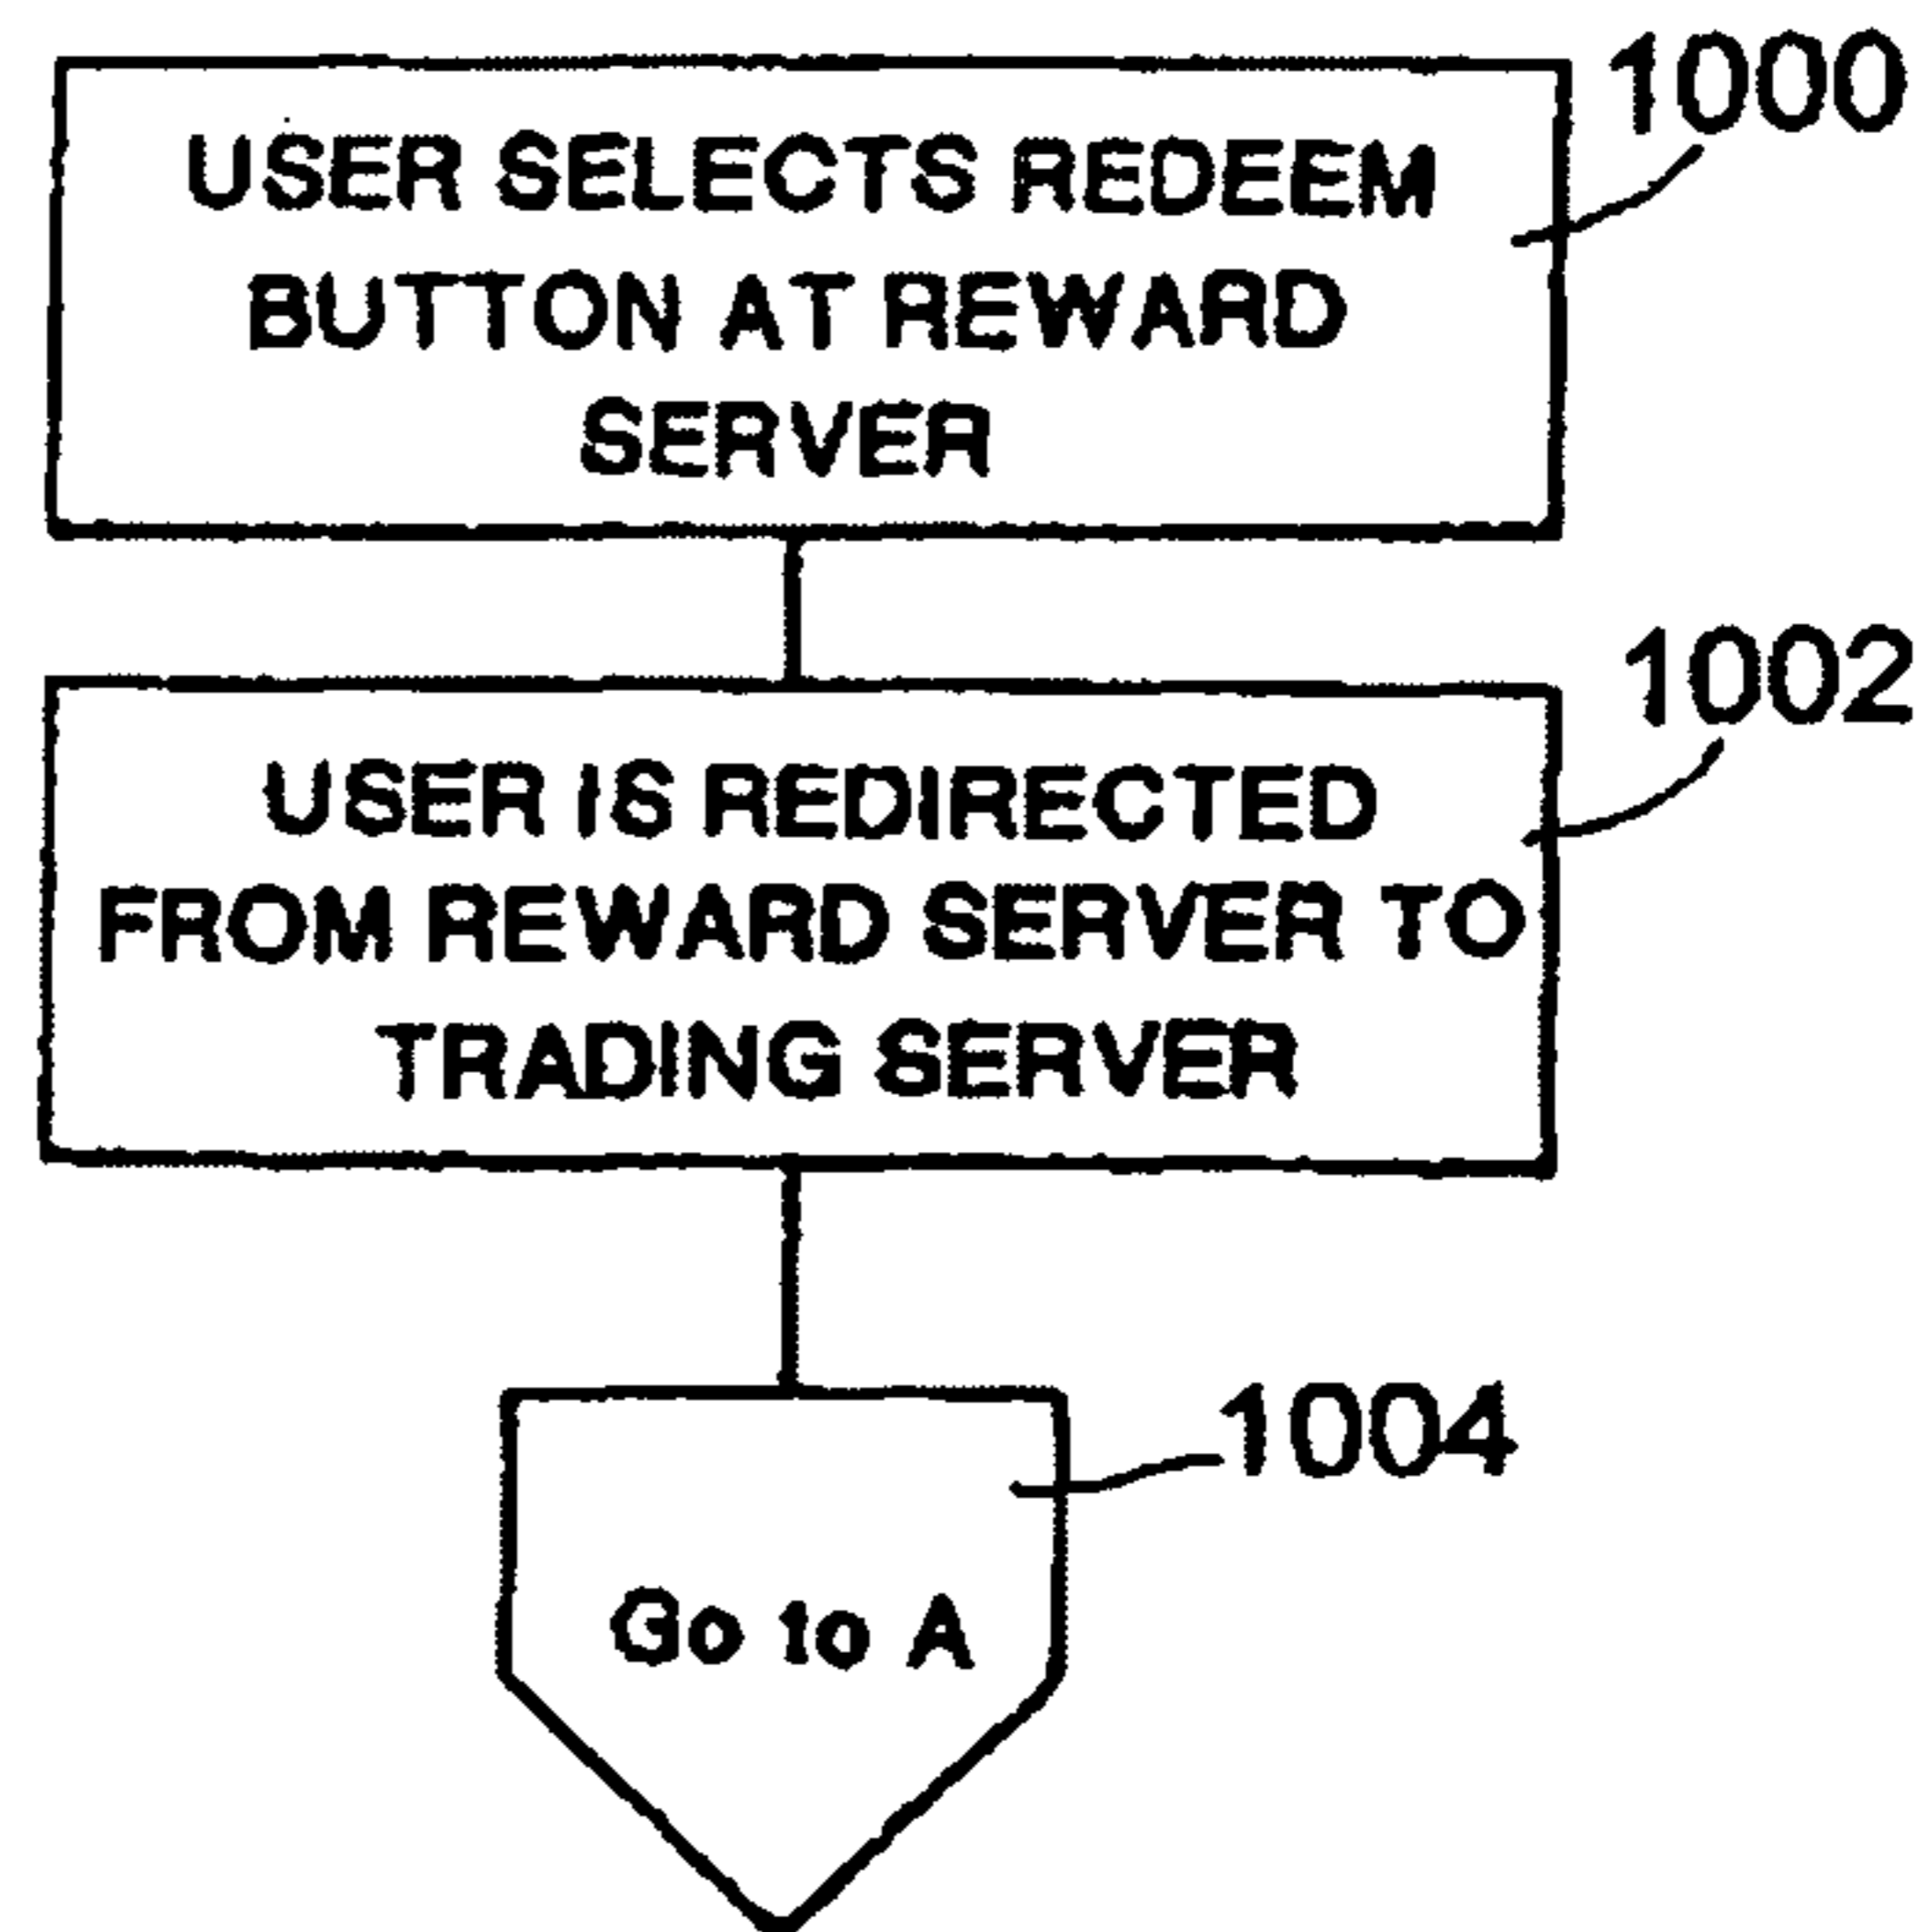 1000
USER SELECTS REDEEM
BUTTON AT REWARD
SERVER
1002
USER IS REDIRECTED
FROM REWARD SERVER TO
TRADING SERVER
1004
Go to A